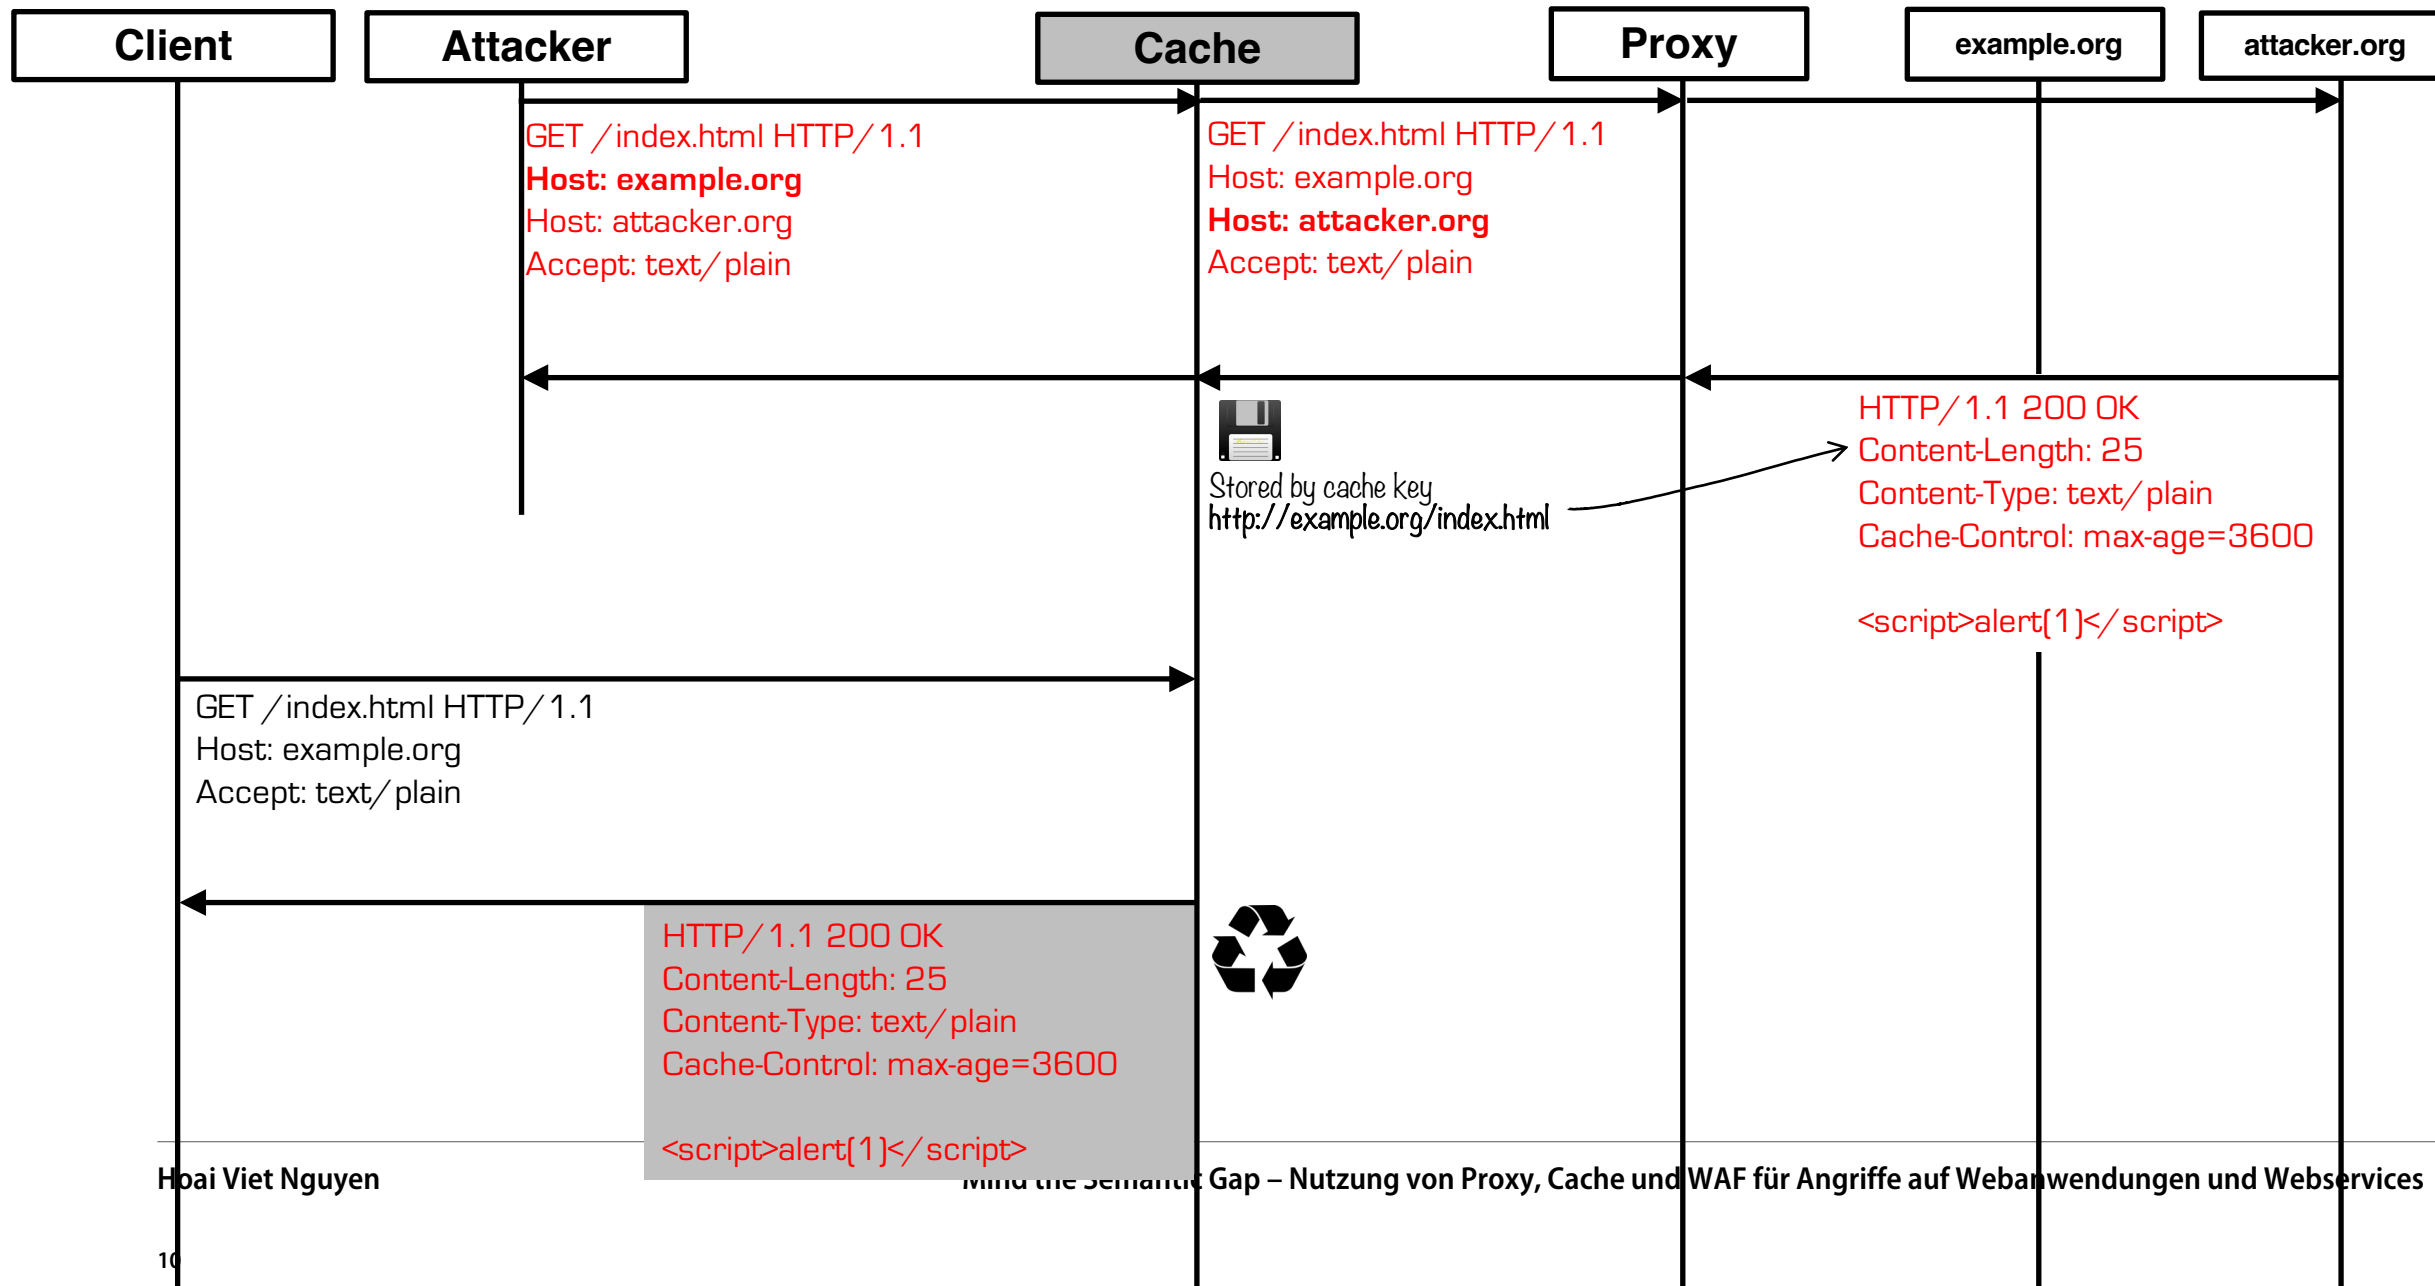 Client
Attacker
Cache
Proxy
example.org
attacker.org
GET /index.html HTTP/1.1
Host: example.org
Host: attacker.org
Accept: text/plain
GET /index.html HTTP/1.1
Host: example.org
Host: attacker.org
Accept: text/plain
Stored by cache key
http://example.org/index.html
HTTP/1.1 200 OK
Content-Length: 25
Content-Type: text/plain
Cache-Control: max-age=3600
<script>alert(1)</script>
GET /index.html HTTP/1.1
Host: example.org
Accept: text/plain
HTTP/1.1 200 OK
Content-Length: 25
Content-Type: text/plain
Cache-Control: max-age=3600
<script>alert(1)</script>
Hoai Viet Nguyen
Mind the Semantic Gap – Nutzung von Proxy, Cache und WAF für Angriffe auf Webanwendungen und Webservices
10